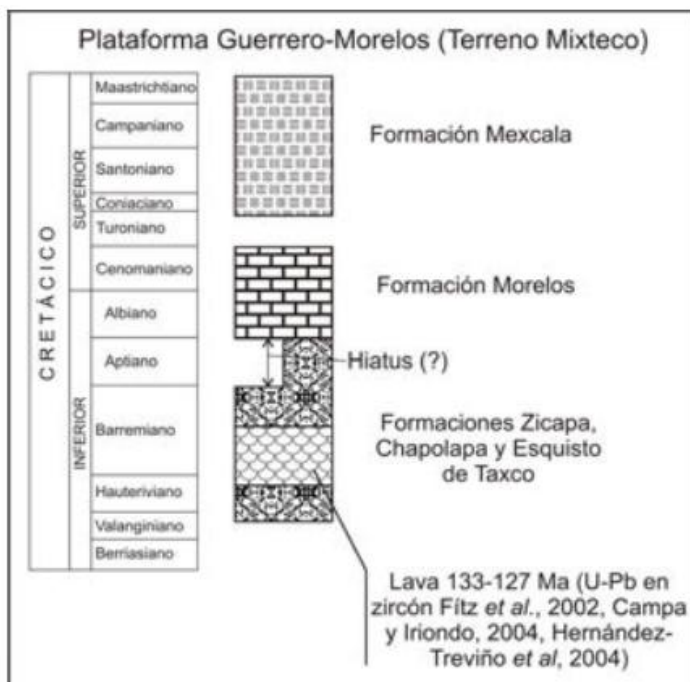 Plataforma Guerrero-Morelos (Terreno Mixteco)
CRETÁCICO
SUPERIOR
Maastrichtiano
Campaniano
Santoniano
Coniaciano
Turoniano
Cenomaniano
INFERIOR
Albiano
Aptiano
Barremiano
Hauteriviano
Valanginiano
Berriasiano
Formación Mexcala
Formación Morelos
Hiatus (?)
Formaciones Zicapa,
Chapolapa y Esquisto
de Taxco
Lava 133-127 Ma (U-Pb en
zircón Fítz et al., 2002, Campa
y Iriondo, 2004, Hernández-
Treviño et al, 2004)